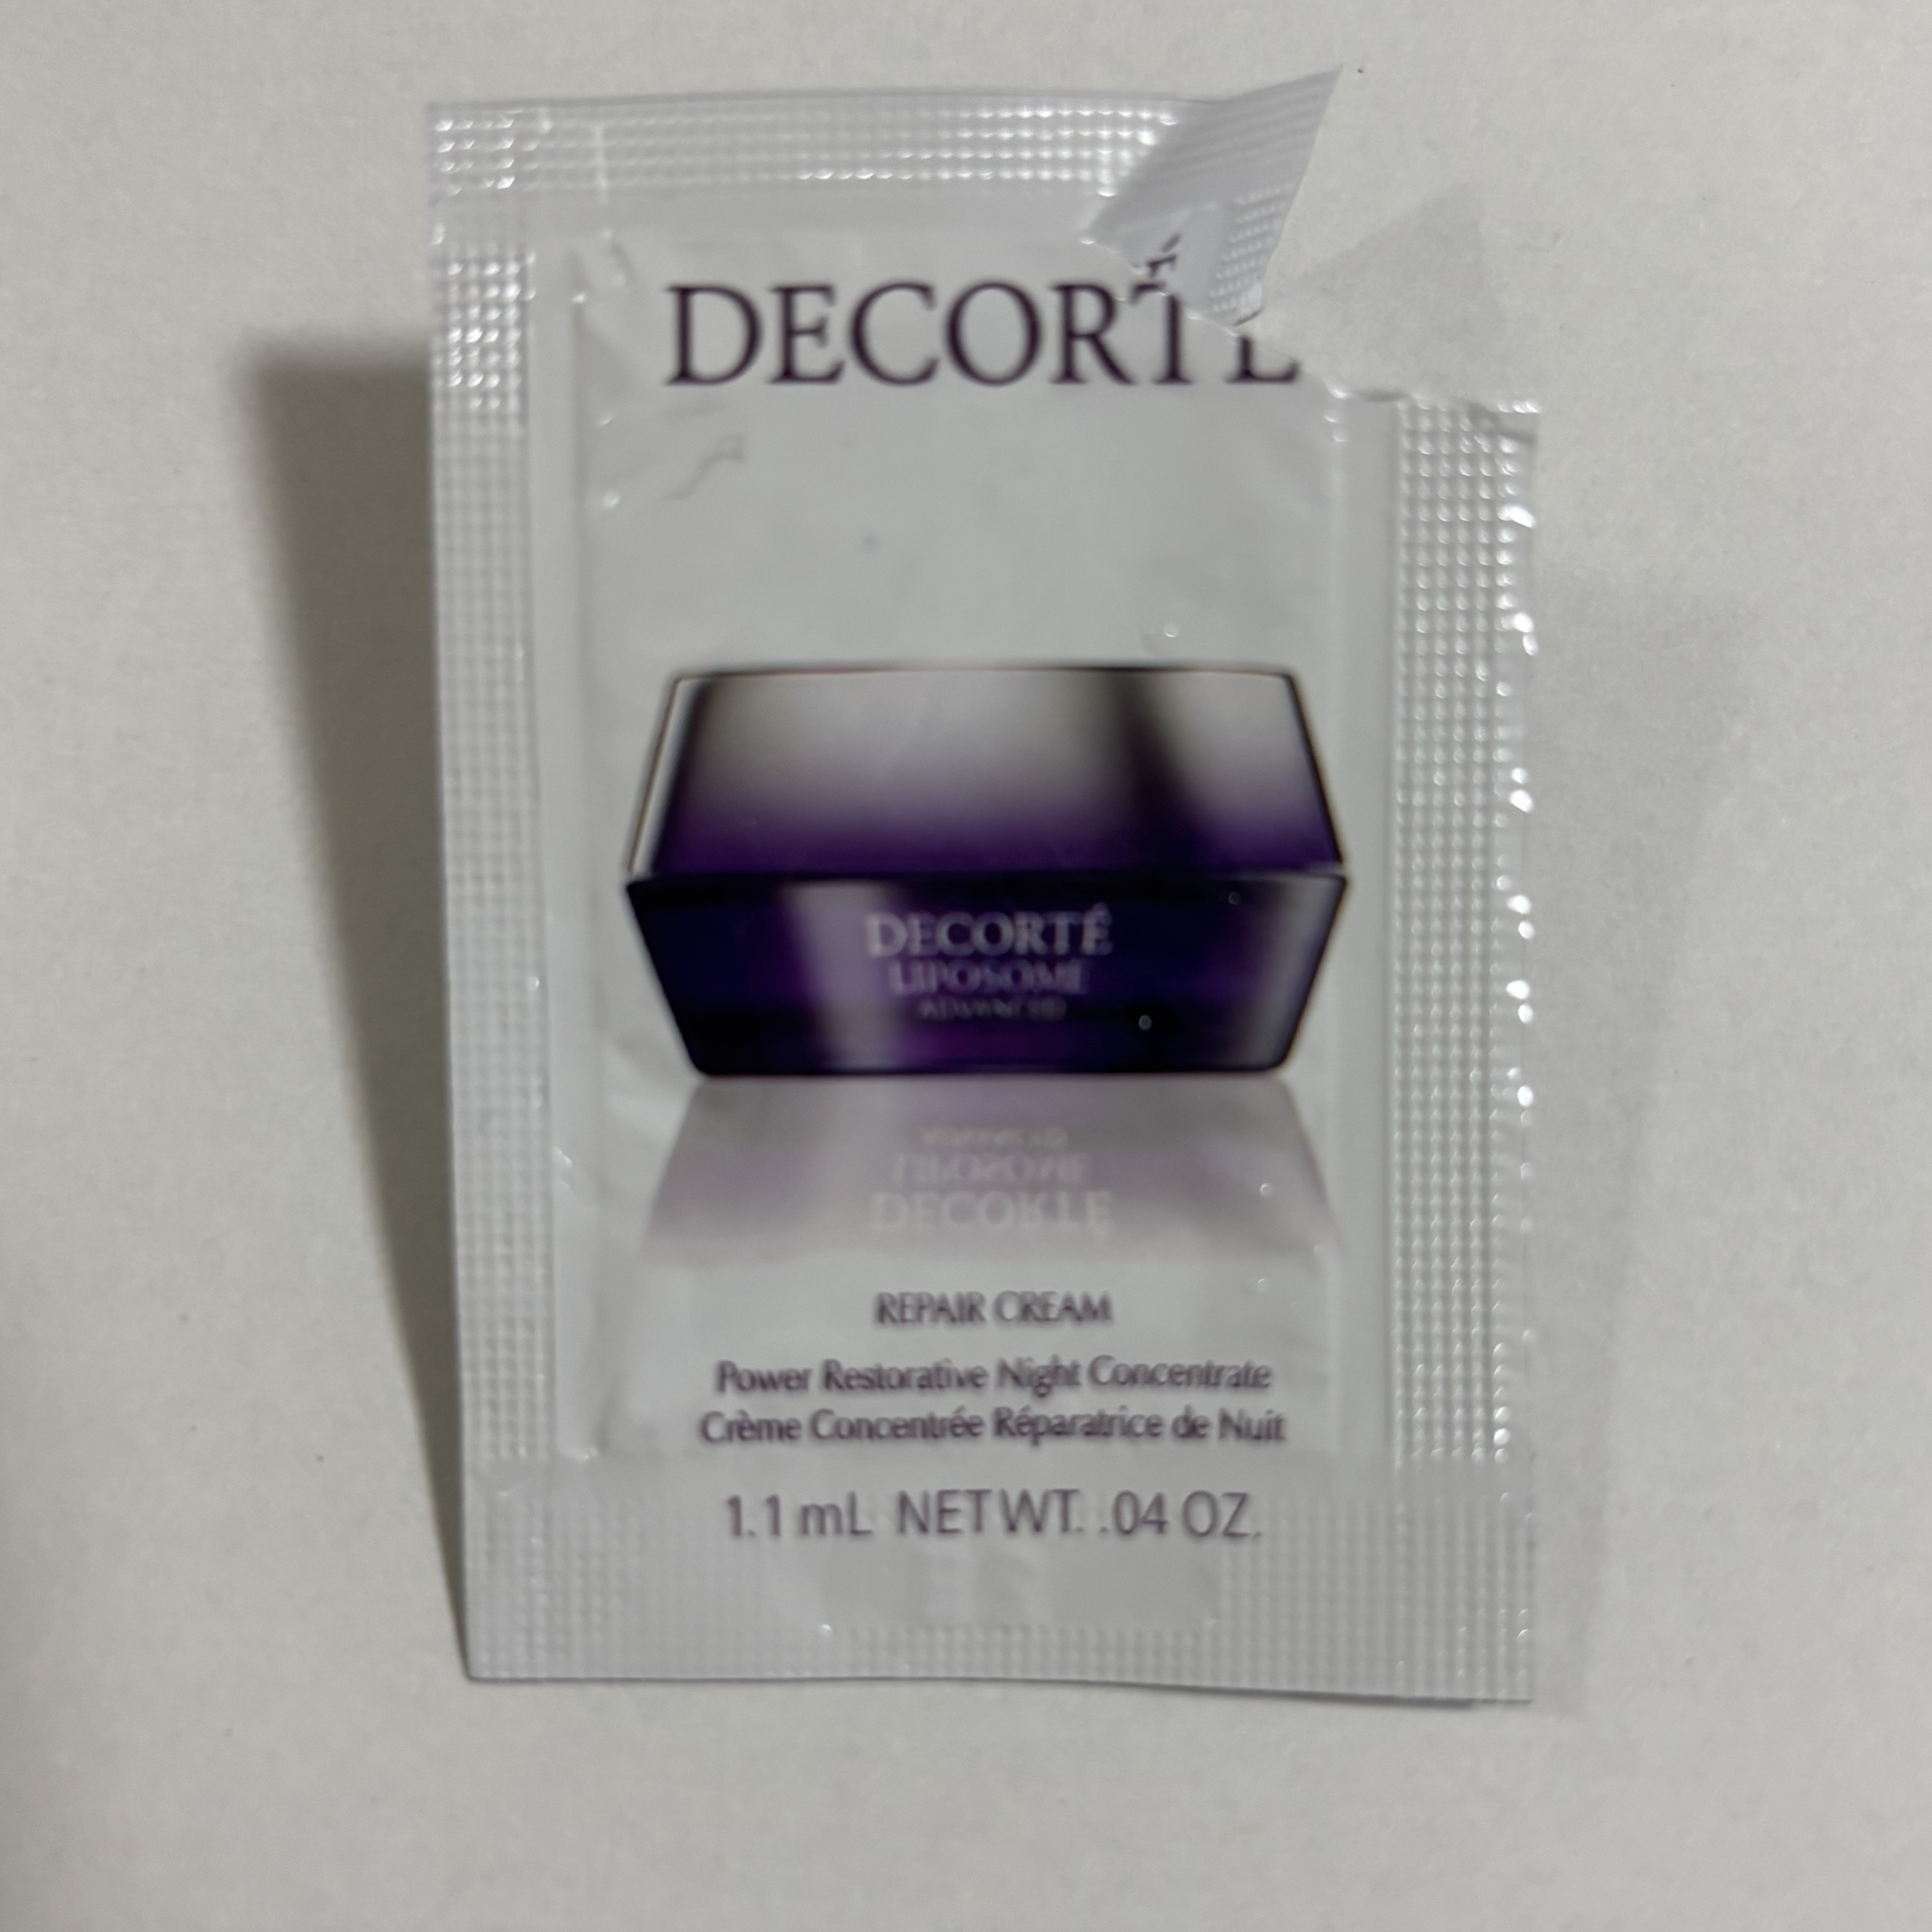 DECORTÉ
DECORTÉ
LIPOSOME
ADVANCED
REPAIR CREAM
Power Restorative Night Concentrate
Crème Concentrée Réparatrice de Nuit
1.1 mL NET WT. .04 OZ.